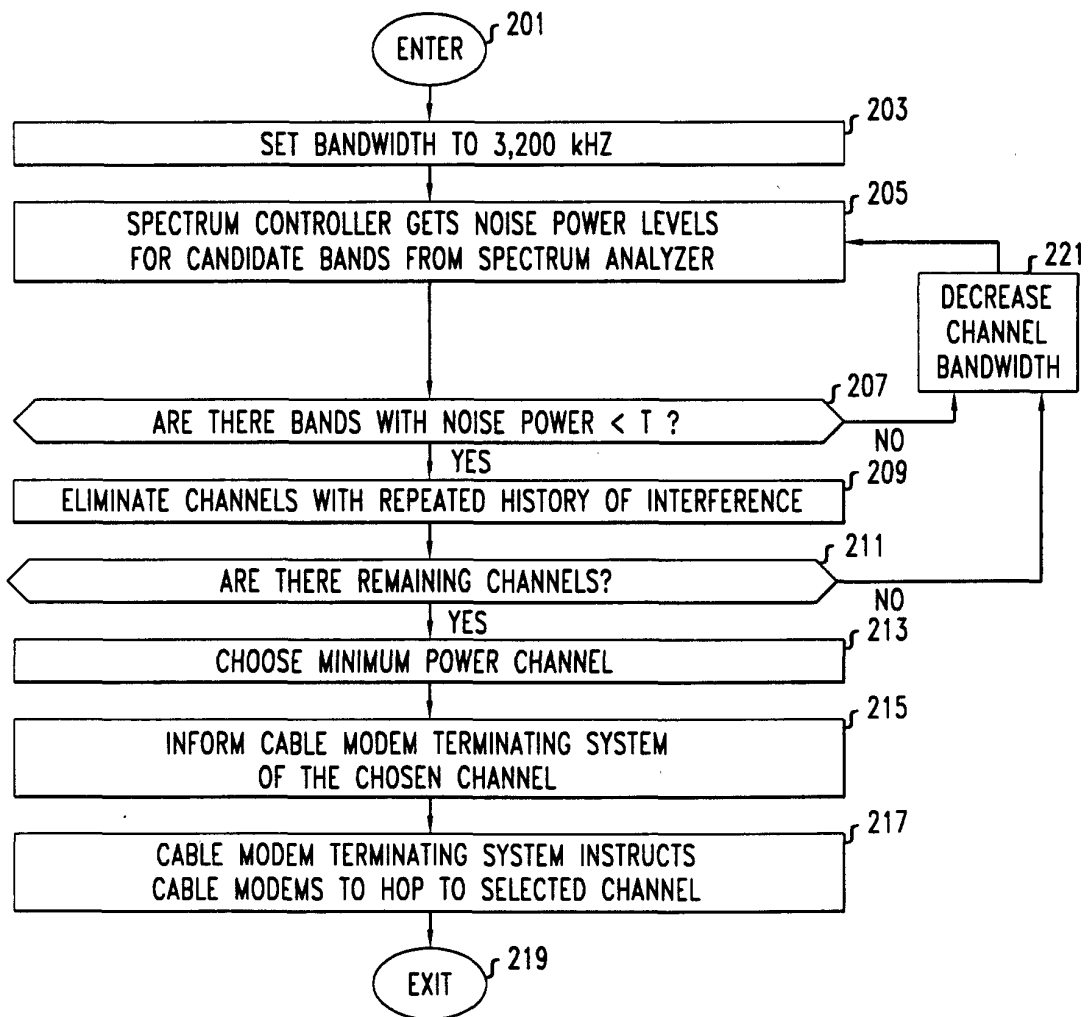 ENTER
201
203
SET BANDWIDTH TO 3,200 kHZ
205
SPECTRUM CONTROLLER GETS NOISE POWER LEVELS
FOR CANDIDATE BANDS FROM SPECTRUM ANALYZER
221
DECREASE
CHANNEL
BANDWIDTH
207
ARE THERE BANDS WITH NOISE POWER < T ?
NO
YES
209
ELIMINATE CHANNELS WITH REPEATED HISTORY OF INTERFERENCE
211
ARE THERE REMAINING CHANNELS?
NO
YES
213
CHOOSE MINIMUM POWER CHANNEL
215
INFORM CABLE MODEM TERMINATING SYSTEM
OF THE CHOSEN CHANNEL
217
CABLE MODEM TERMINATING SYSTEM INSTRUCTS
CABLE MODEMS TO HOP TO SELECTED CHANNEL
EXIT
219